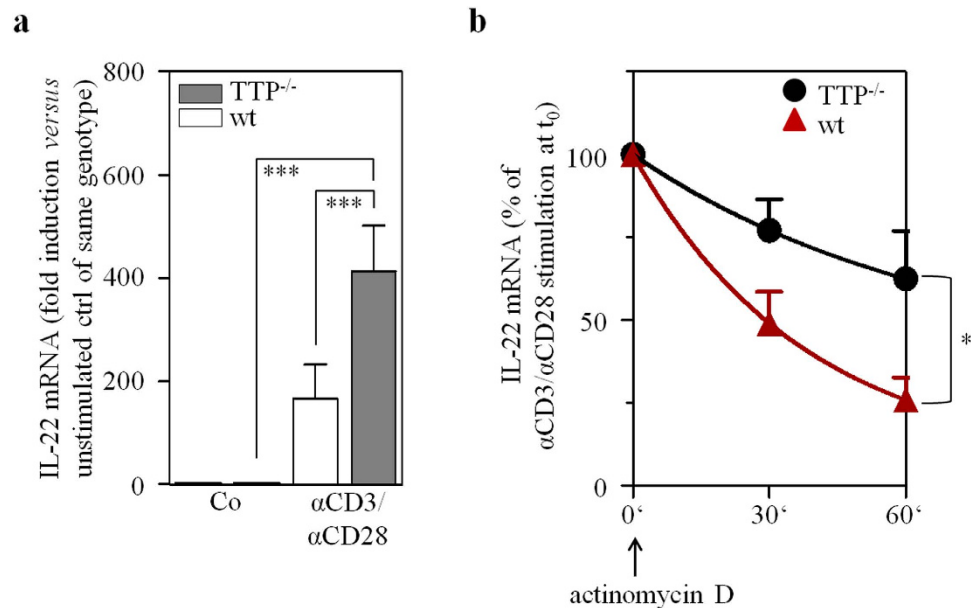 a
IL-22 mRNA (fold induction versus
unstimulated ctrl of same genotype)
800
600
400
200
0
TTP-/-
wt
***
***
Co
αCD3/
αCD28
b
IL-22 mRNA (% of
αCD3/αCD28 stimulation at t0)
100
50
0
TTP-/-
wt
*
0‘
30‘
60‘
actinomycin D